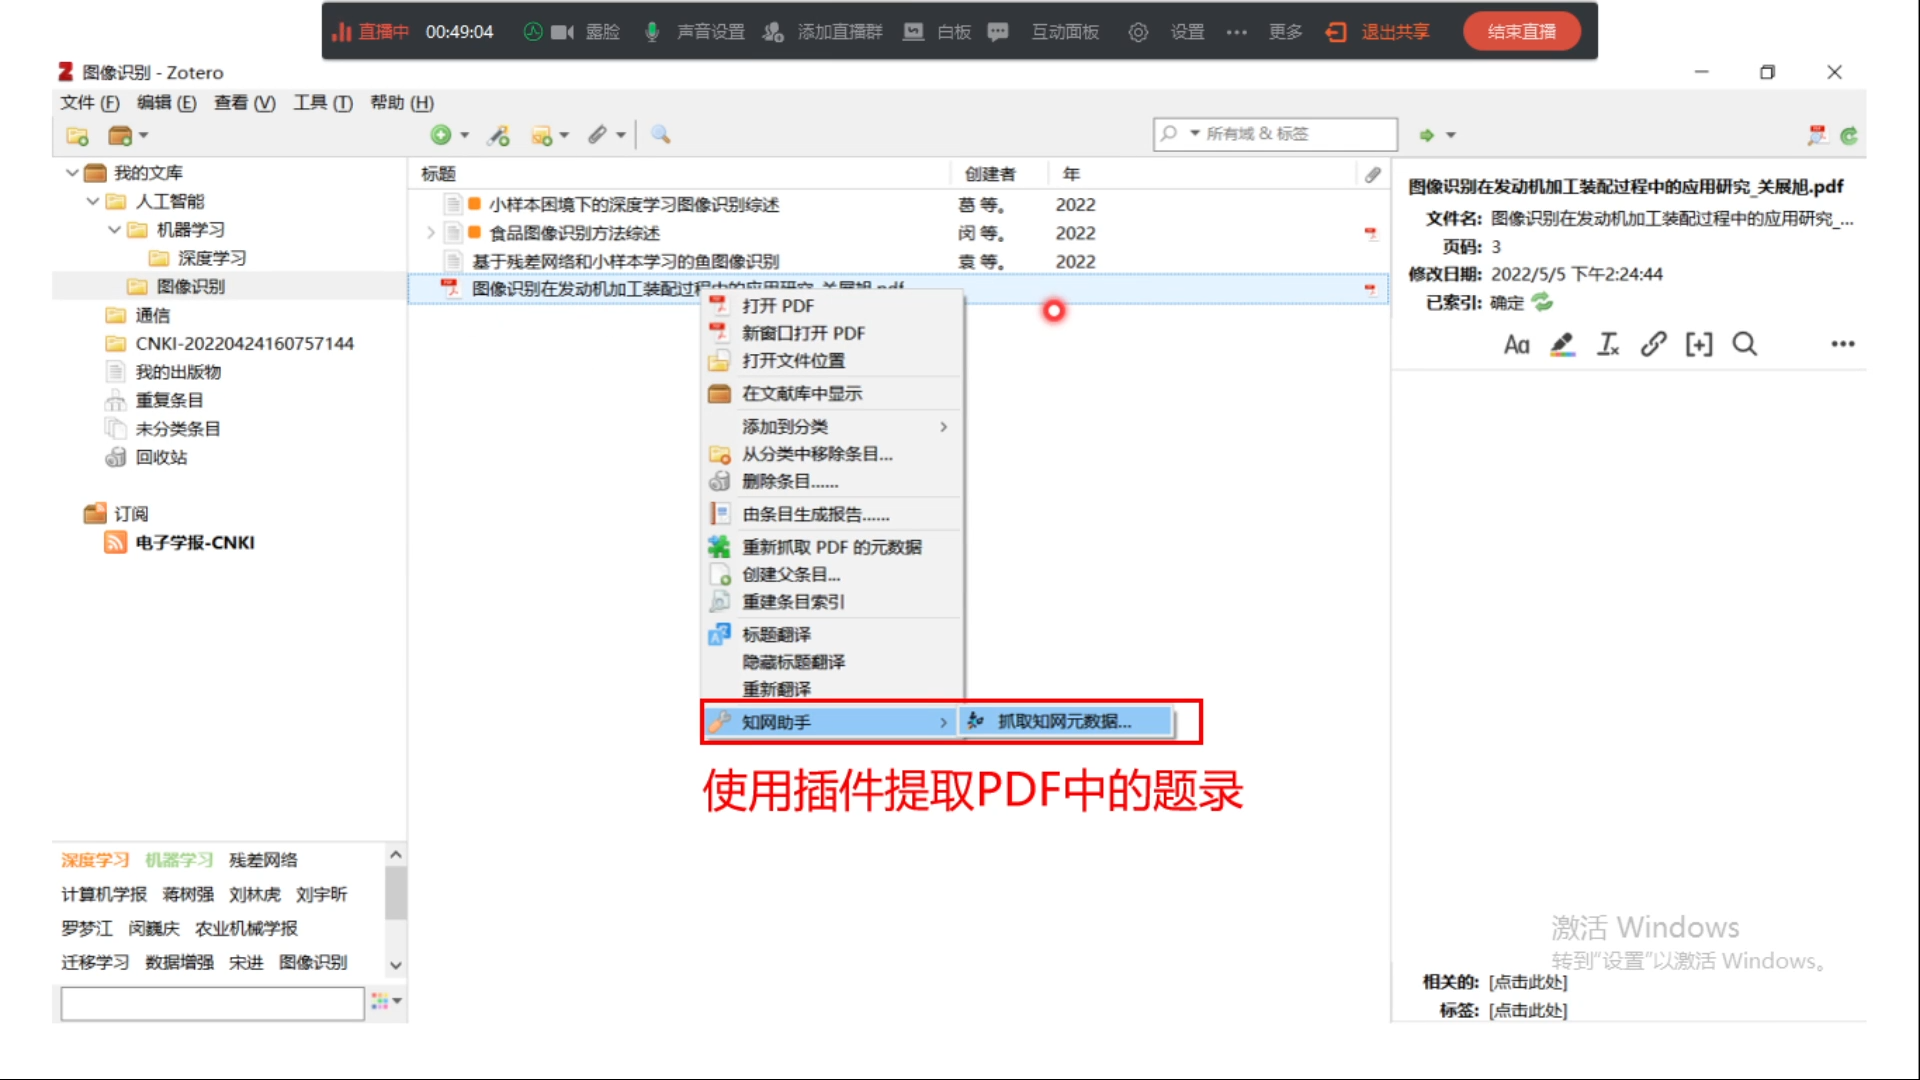 直播中 00:49:04 露脸 声音设置 添加直播群 白板 互动面板 设置 更多 退出共享 结束直播
图像识别 - Zotero
文件 (F) 编辑 (E) 查看 (V) 工具 (T) 帮助 (H)
所有域 & 标签
我的文库
人工智能
机器学习
深度学习
图像识别
通信
CNKI-20220424160757144
我的出版物
重复条目
未分类条目
回收站
订阅
电子学报-CNKI
标题 创建者 年
小样本困境下的深度学习图像识别综述 葛 等。 2022
食品图像识别方法综述 闵 等。 2022
基于残差网络和小样本学习的鱼图像识别 袁 等。 2022
图像识别在发动机加工装配过程中的应用研究_关展旭.pdf
打开 PDF
新窗口打开 PDF
打开文件位置
在文献库中显示
添加到分类
从分类中移除条目...
删除条目......
由条目生成报告......
重新抓取 PDF 的元数据
创建父条目...
重建条目索引
标题翻译
隐藏标题翻译
重新翻译
知网助手 抓取知网元数据...
使用插件提取PDF中的题录
图像识别在发动机加工装配过程中的应用研究_关展旭.pdf
文件名: 图像识别在发动机加工装配过程中的应用研究_...
页码: 3
修改日期: 2022/5/5 下午2:24:44
已索引: 确定
Aa
深度学习 机器学习 残差网络
计算机学报 蒋树强 刘林虎 刘宇昕
罗梦江 闵巍庆 农业机械学报
迁移学习 数据增强 宋进 图像识别
激活 Windows
转到"设置"以激活 Windows。
相关的: [点击此处]
标签: [点击此处]